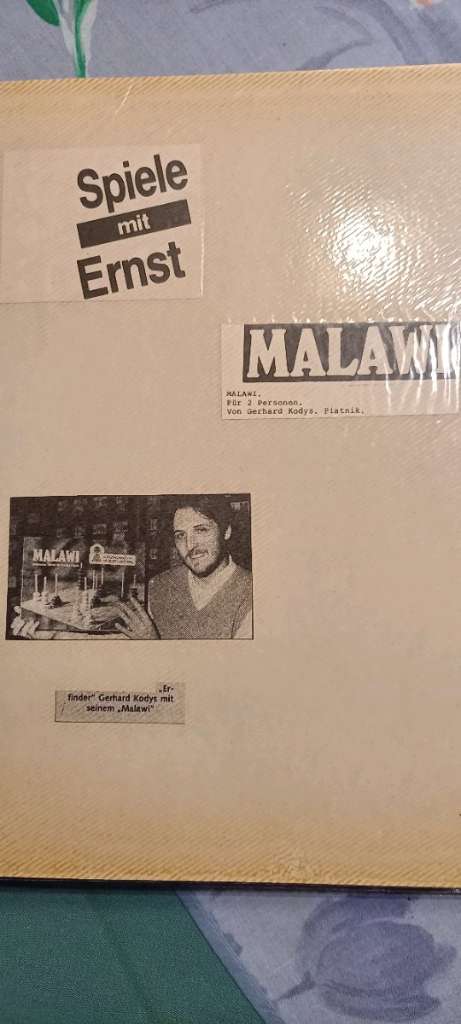 Spiele
mit
Ernst
MALAWI
MALAWI.
Für 2 Personen.
Von Gerhard Kodys. Piatnik.
MALAWI
„Er-
finder“ Gerhard Kodys mit
seinem „Malawi“